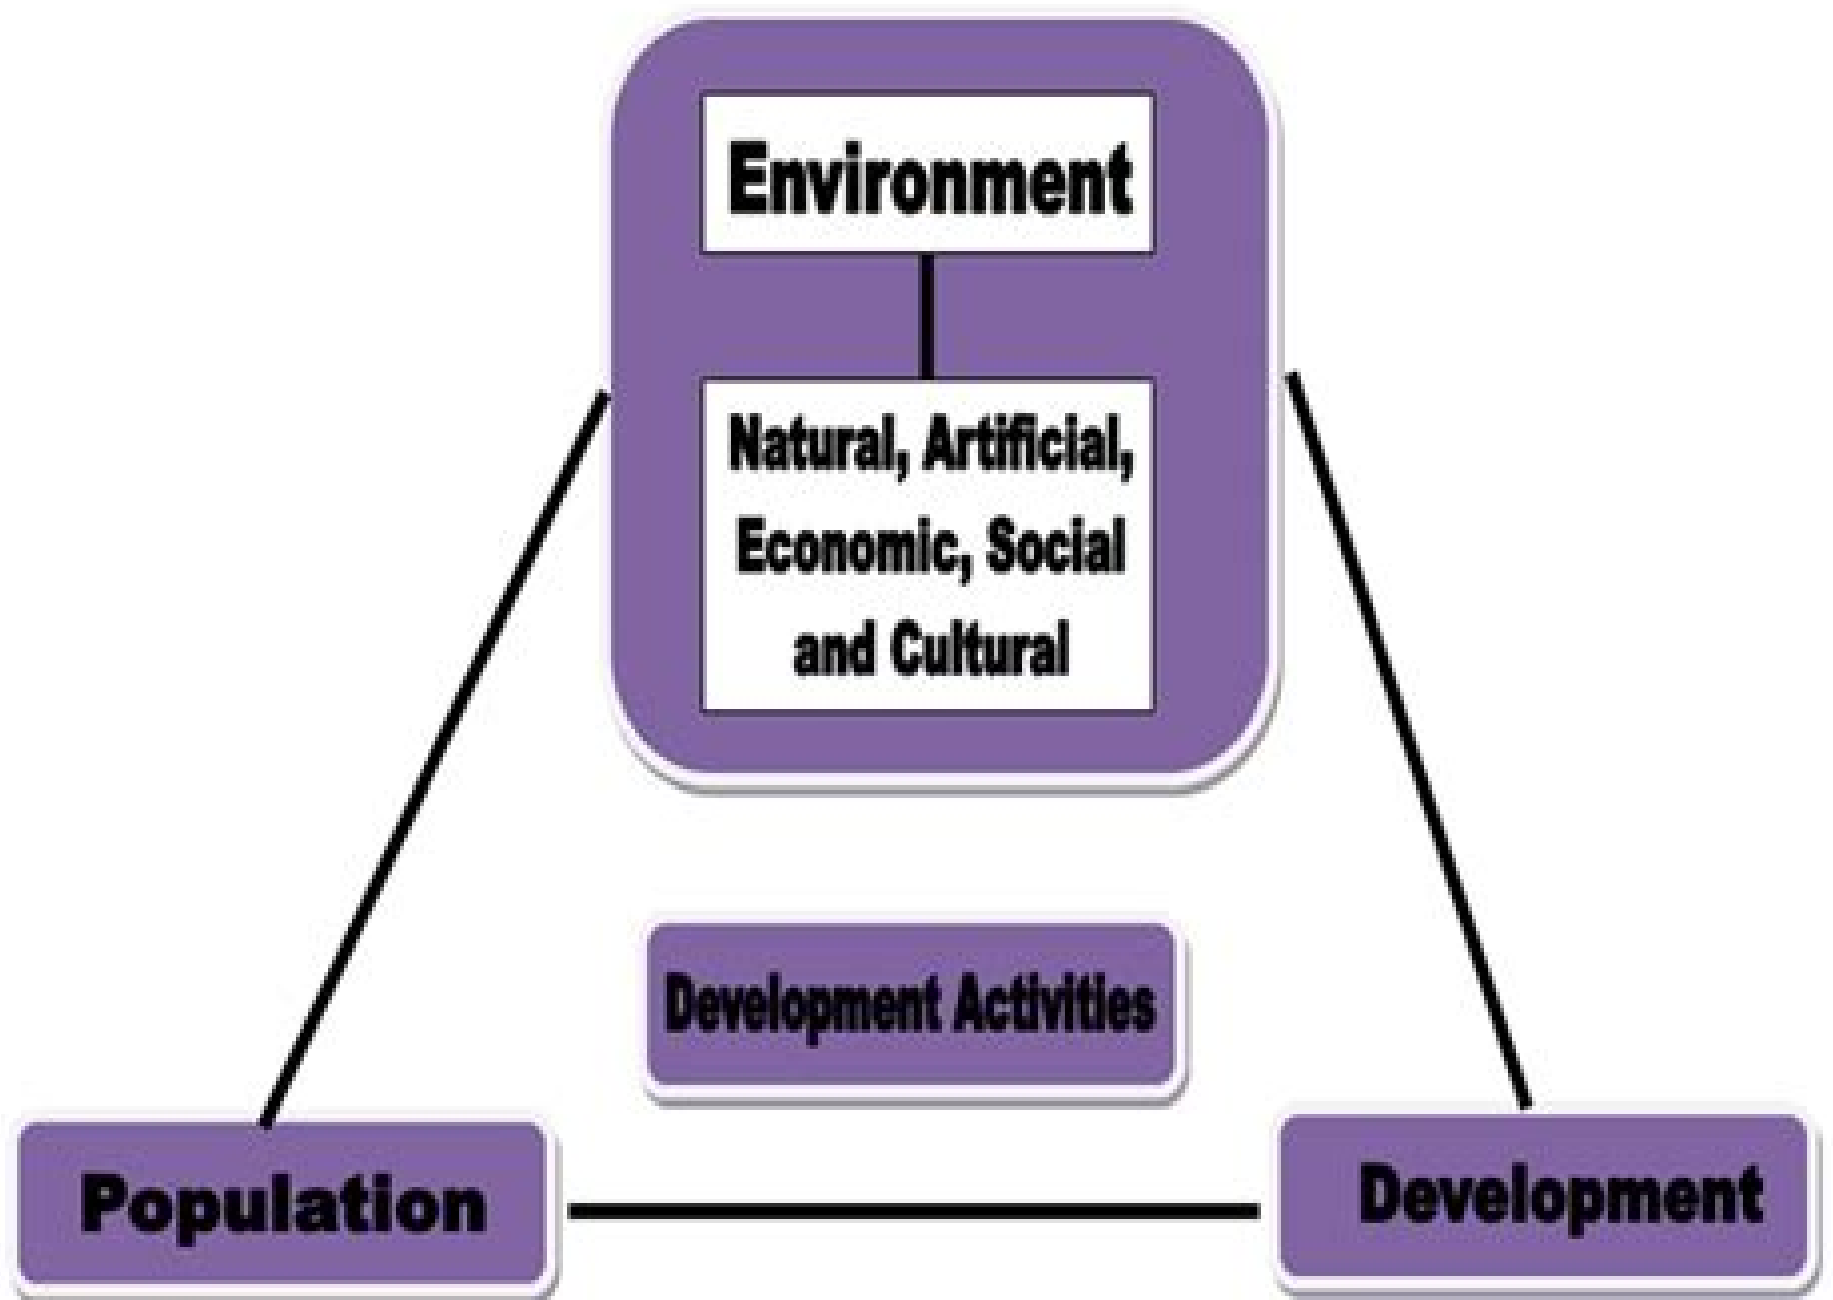 Environment
Natural, Artificial,
Economic, Social
and Cultural
Development Activities
Population
Development